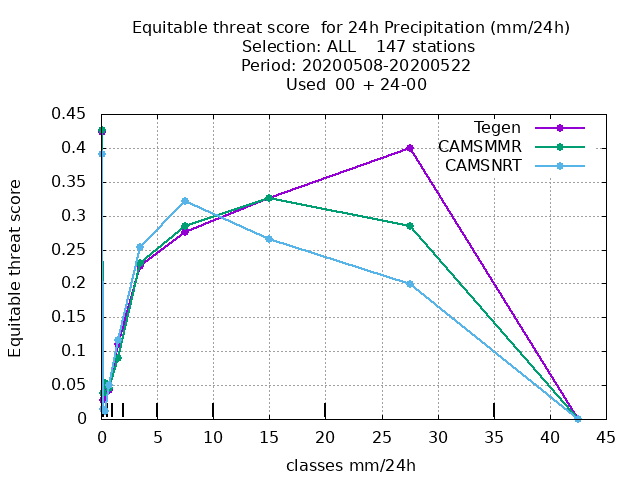 Equitable threat score  for 24h Precipitation (mm/24h)
Selection: ALL    147 stations
Period: 20200508-20200522
Used  00  + 24-00
Tegen
CAMSMMR
CAMSNRT
0.45
0.4
0.35
0.3
0.25
0.2
0.15
0.1
0.05
0
Equitable threat score
0 5 10 15 20 25 30 35 40 45
classes mm/24h